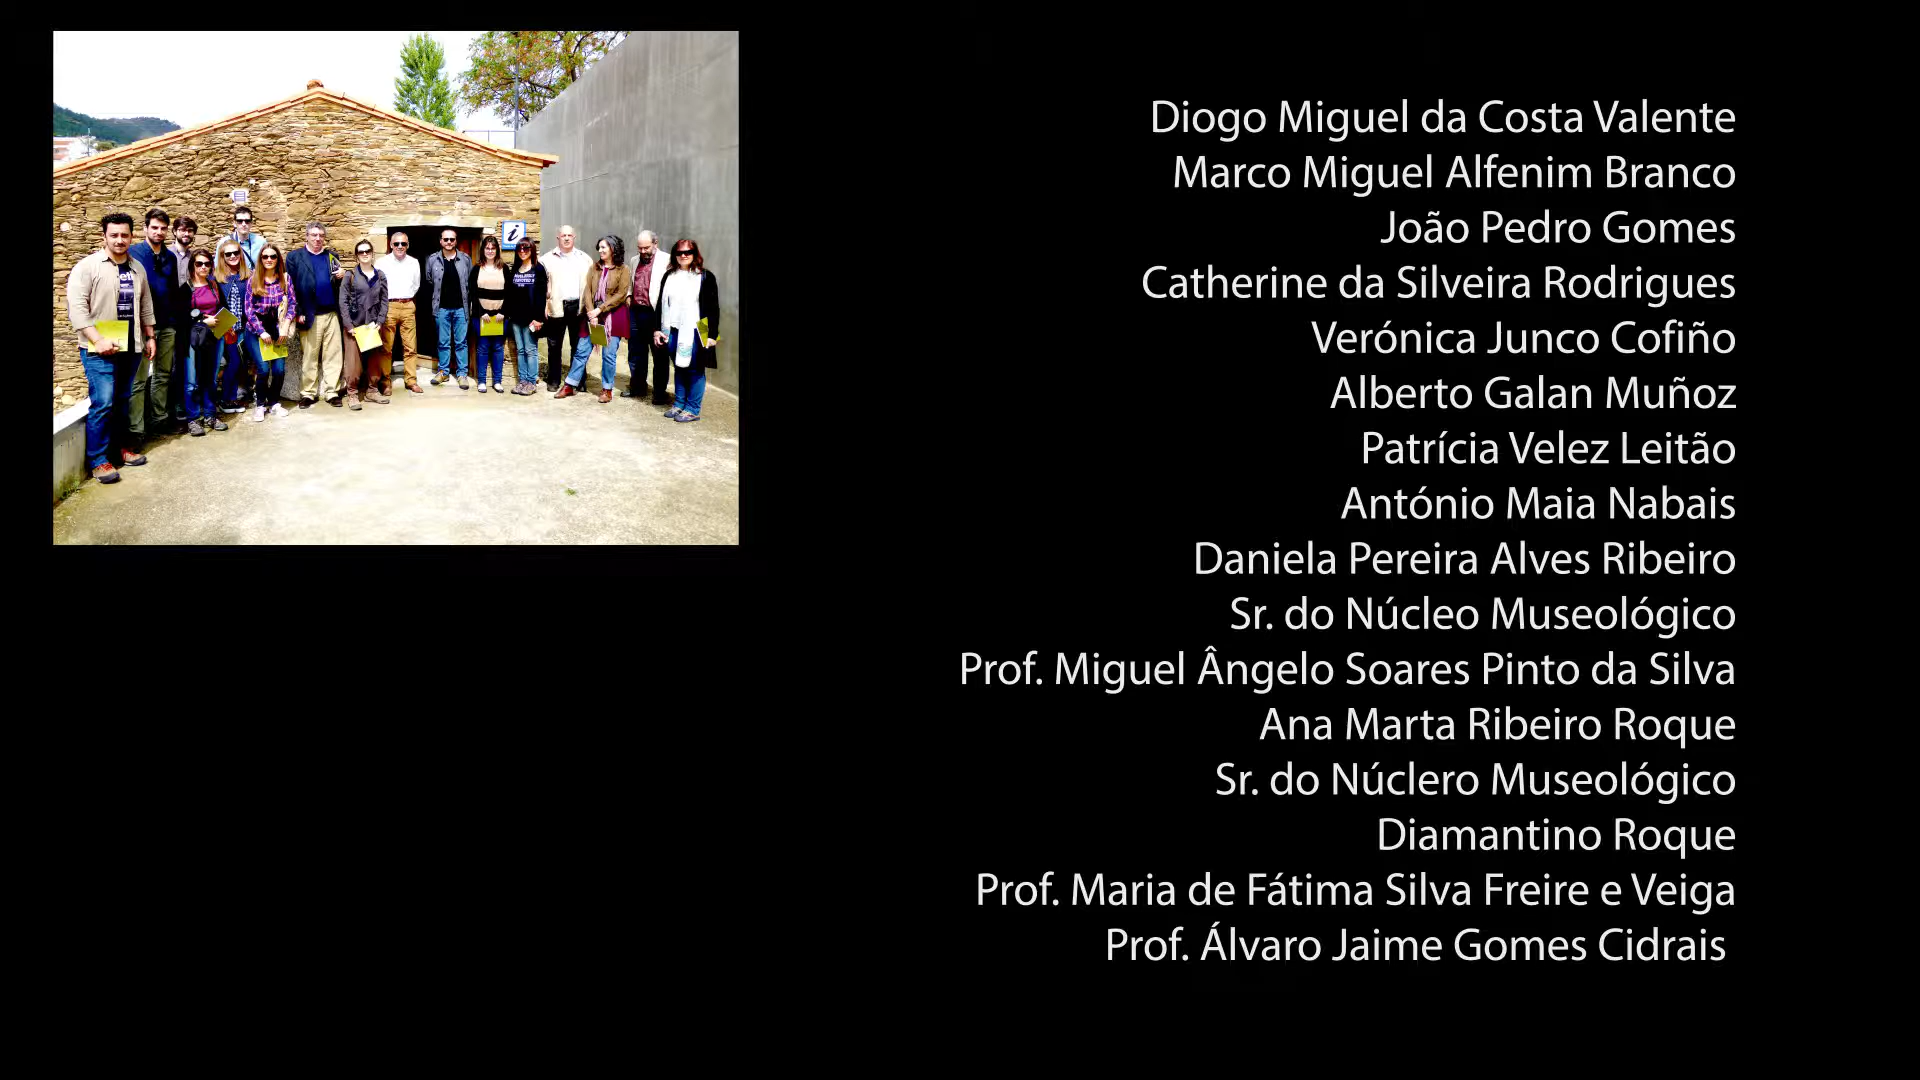 Diogo Miguel da Costa Valente
Marco Miguel Alfenim Branco
João Pedro Gomes
Catherine da Silveira Rodrigues
Verónica Junco Cofiño
Alberto Galan Muñoz
Patrícia Velez Leitão
António Maia Nabais
Daniela Pereira Alves Ribeiro
Sr. do Núcleo Museológico
Prof. Miguel Ângelo Soares Pinto da Silva
Ana Marta Ribeiro Roque
Sr. do Núclero Museológico
Diamantino Roque
Prof. Maria de Fátima Silva Freire e Veiga
Prof. Álvaro Jaime Gomes Cidrais